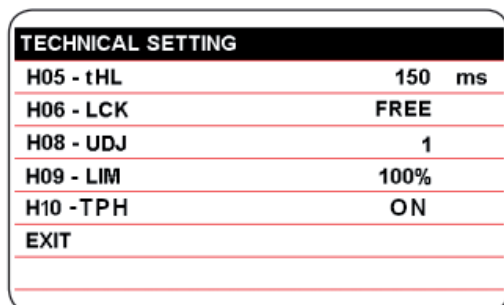 TECHNICAL SETTING
H05 - tHL 150 ms
H06 - LCK FREE
H08 - UDJ 1
H09 - LIM 100%
H10 - TPH ON
EXIT